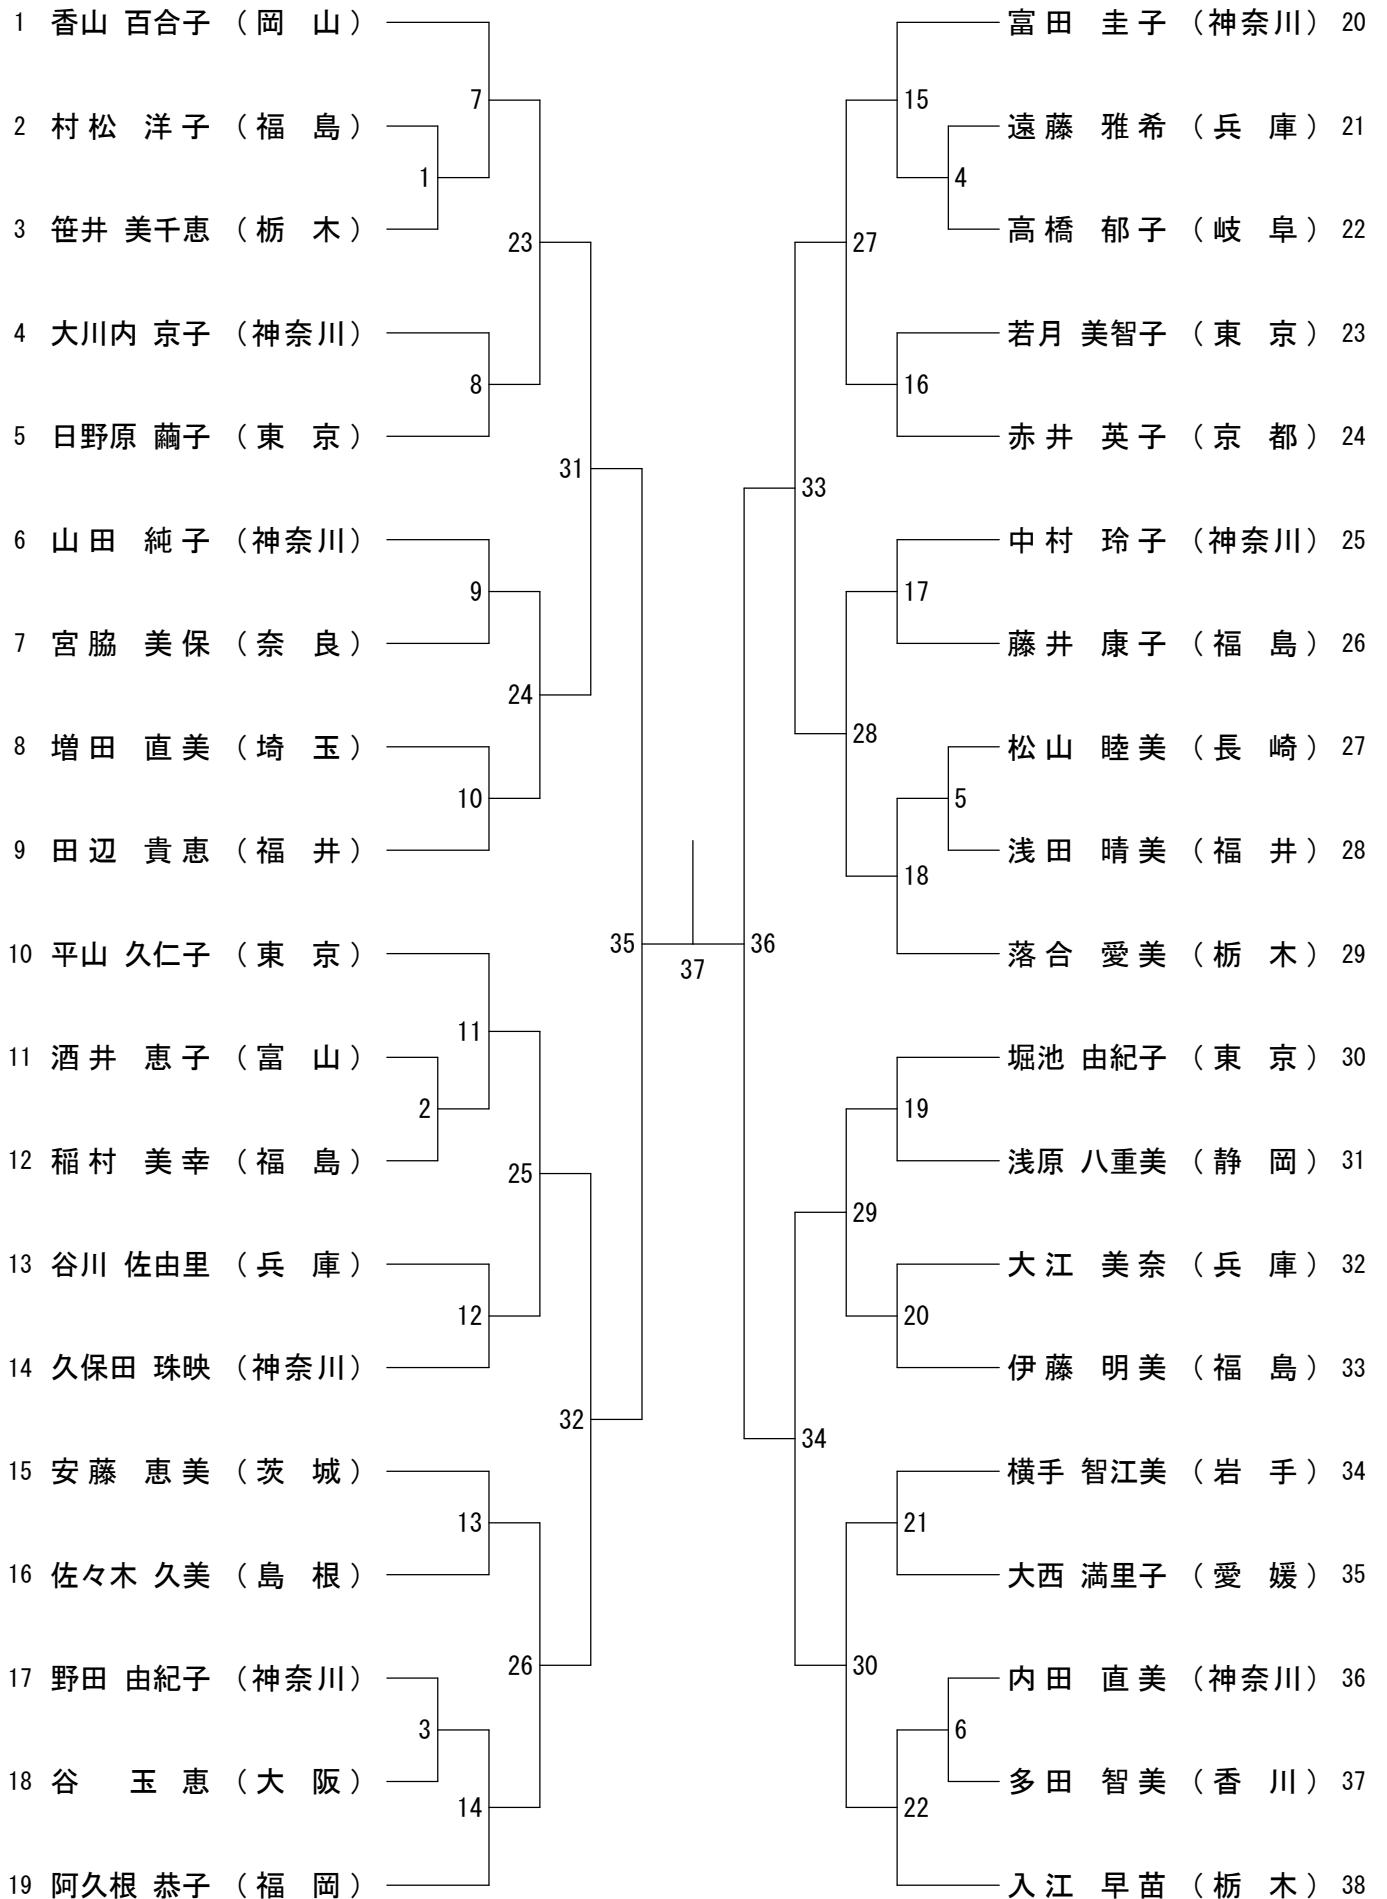 1 香山 百合子 （岡 山）
2 村松 洋子 （福 島）
3 笹井 美千恵 （栃 木）
4 大川内 京子 （神奈川）
5 日野原 繭子 （東 京）
6 山田 純子 （神奈川）
7 宮脇 美保 （奈 良）
8 増田 直美 （埼 玉）
9 田辺 貴恵 （福 井）
10 平山 久仁子 （東 京）
11 酒井 恵子 （富 山）
12 稲村 美幸 （福 島）
13 谷川 佐由里 （兵 庫）
14 久保田 珠映 （神奈川）
15 安藤 恵美 （茨 城）
16 佐々木 久美 （島 根）
17 野田 由紀子 （神奈川）
18 谷 玉恵 （大 阪）
19 阿久根 恭子 （福 岡）
7
1
23
8
31
9
24
10
11
2
25
12
32
13
26
3
14
35
37
36
15
4
27
16
33
17
28
5
18
19
29
20
34
21
30
6
22
富田 圭子 （神奈川） 20
遠藤 雅希 （兵 庫） 21
高橋 郁子 （岐 阜） 22
若月 美智子 （東 京） 23
赤井 英子 （京 都） 24
中村 玲子 （神奈川） 25
藤井 康子 （福 島） 26
松山 睦美 （長 崎） 27
浅田 晴美 （福 井） 28
落合 愛美 （栃 木） 29
堀池 由紀子 （東 京） 30
浅原 八重美 （静 岡） 31
大江 美奈 （兵 庫） 32
伊藤 明美 （福 島） 33
横手 智江美 （岩 手） 34
大西 満里子 （愛 媛） 35
内田 直美 （神奈川） 36
多田 智美 （香 川） 37
入江 早苗 （栃 木） 38